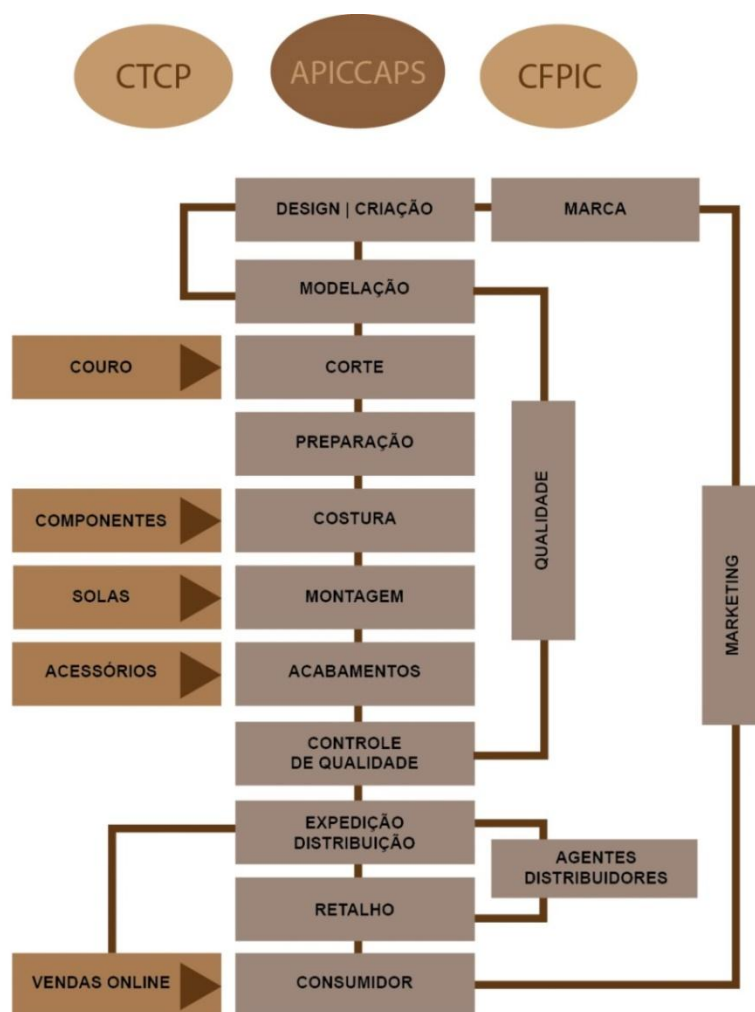 CTCP
APICCAPS
CFPIC
DESIGN | CRIAÇÃO
MARCA
MODELAÇÃO
COURO
CORTE
PREPARAÇÃO
QUALIDADE
COMPONENTES
COSTURA
MARKETING
SOLAS
MONTAGEM
ACESSÓRIOS
ACABAMENTOS
CONTROLE
DE QUALIDADE
EXPEDIÇÃO
DISTRIBUIÇÃO
AGENTES
DISTRIBUIDORES
RETALHO
VENDAS ONLINE
CONSUMIDOR